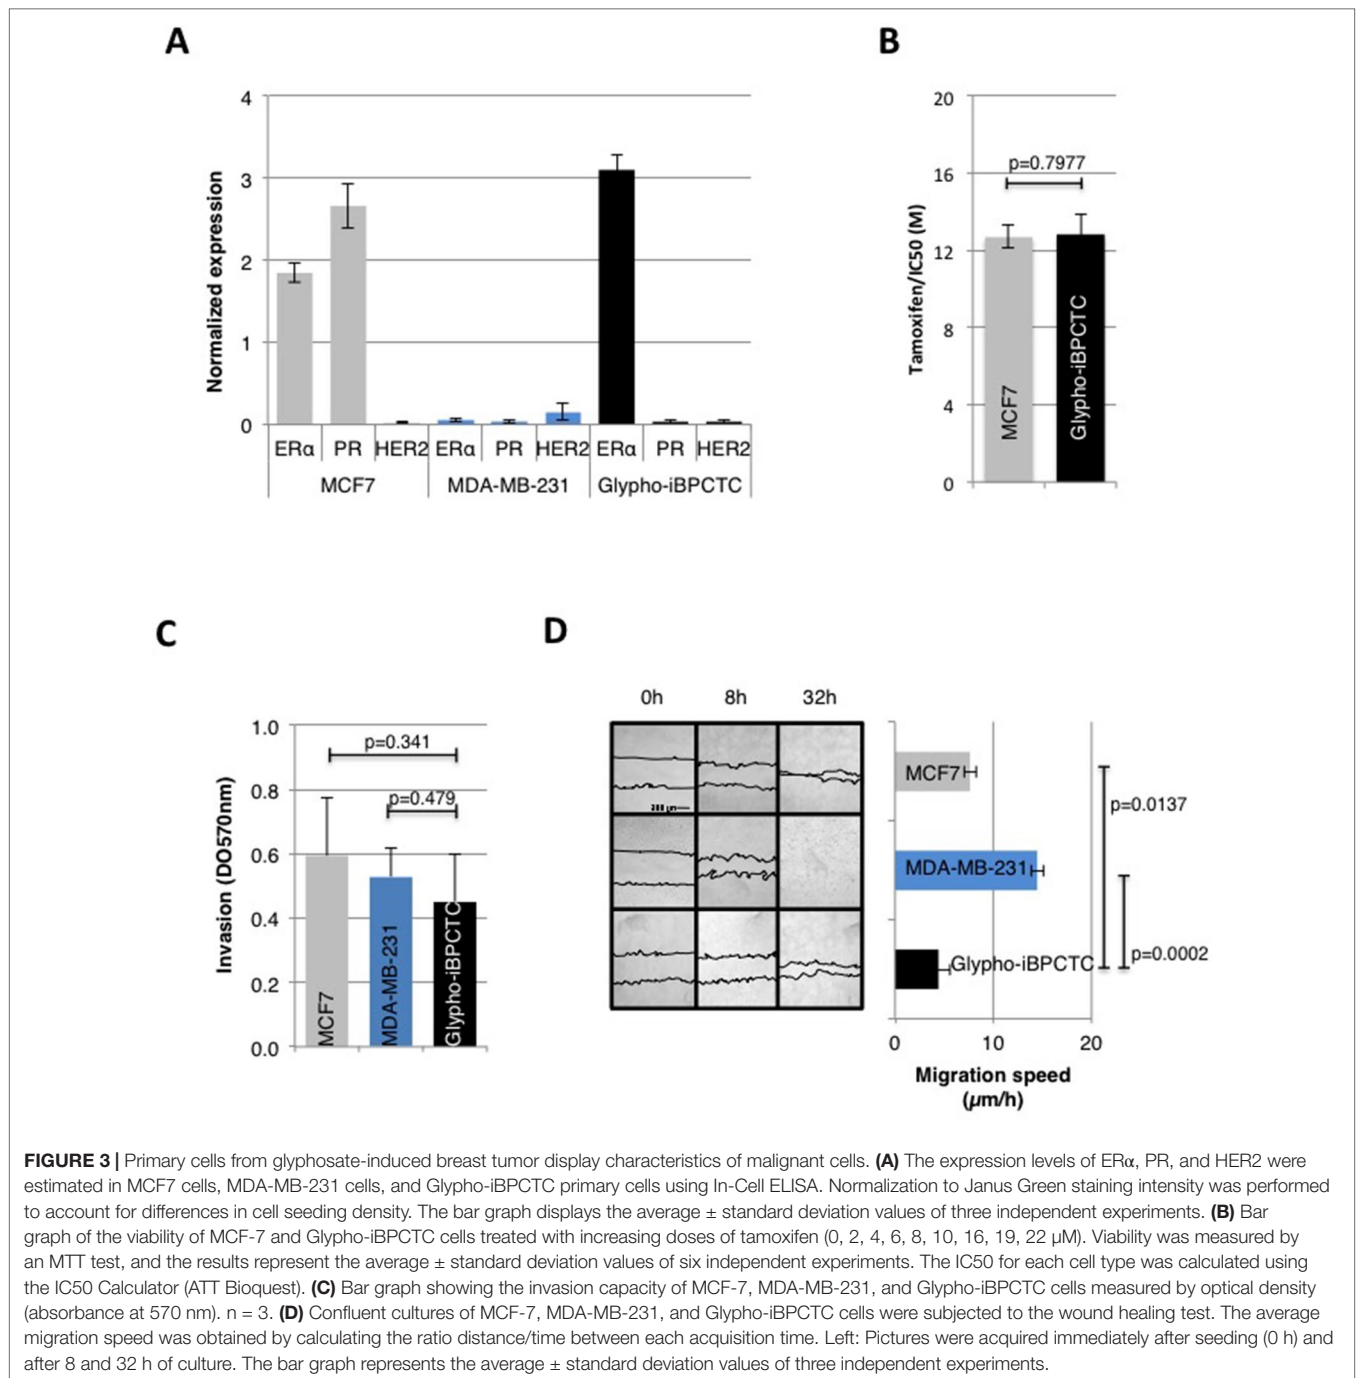 A
4
3
2
1
0
Normalized expression
ERα PR HER2 ERα PR HER2 ERα PR HER2
MCF7 MDA-MB-231 Glypho-iBPCTC
B
20
16
12
8
4
0
Tamoxifen/IC50 (M)
p=0.7977
MCF7
Glypho-iBPCTC
C
1.0
0.8
0.6
0.4
0.2
0.0
Invasion (DO570nm)
p=0.341
p=0.479
MCF7
MDA-MB-231
Glypho-iBPCTC
D
0h 8h 32h
MCF7
MDA-MB-231
Glypho-iBPCTC
p=0.0137
p=0.0002
0 10 20
Migration speed
(µm/h)
FIGURE 3 | Primary cells from glyphosate-induced breast tumor display characteristics of malignant cells. (A) The expression levels of ERα, PR, and HER2 were
estimated in MCF7 cells, MDA-MB-231 cells, and Glypho-iBPCTC primary cells using In-Cell ELISA. Normalization to Janus Green staining intensity was performed
to account for differences in cell seeding density. The bar graph displays the average ± standard deviation values of three independent experiments. (B) Bar
graph of the viability of MCF-7 and Glypho-iBPCTC cells treated with increasing doses of tamoxifen (0, 2, 4, 6, 8, 10, 16, 19, 22 µM). Viability was measured by
an MTT test, and the results represent the average ± standard deviation values of six independent experiments. The IC50 for each cell type was calculated using
the IC50 Calculator (ATT Bioquest). (C) Bar graph showing the invasion capacity of MCF-7, MDA-MB-231, and Glypho-iBPCTC cells measured by optical density
(absorbance at 570 nm). n = 3. (D) Confluent cultures of MCF-7, MDA-MB-231, and Glypho-iBPCTC cells were subjected to the wound healing test. The average
migration speed was obtained by calculating the ratio distance/time between each acquisition time. Left: Pictures were acquired immediately after seeding (0 h) and
after 8 and 32 h of culture. The bar graph represents the average ± standard deviation values of three independent experiments.